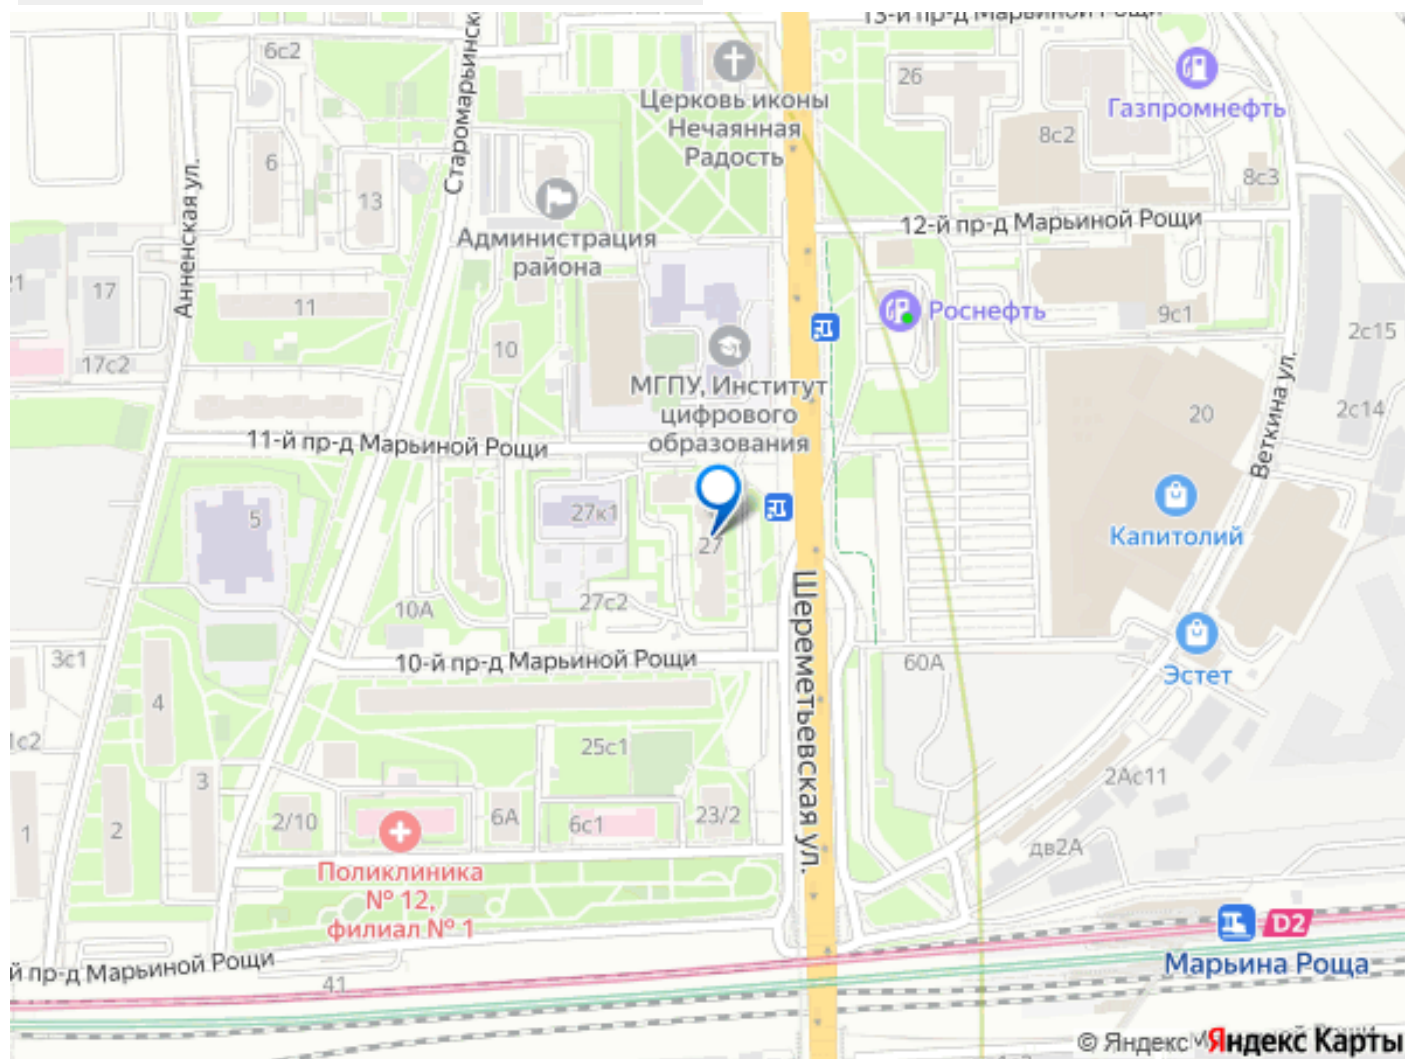 13-й пр-д Марьиной Рощи
6с2
Старомарьинско
26
Церковь иконы
Нечаянная
Радость
Газпромнефть
8с2
6
13
8с3
Анненская ул.
12-й пр-д Марьиной Рощи
Администрация
района
17
11
Роснефть
9с1
2с15
17с2
10
МГПУ, Институт
цифрового
образования
2с14
20
Веткина ул.
11-й пр-д Марьиной Рощи
5
27к1
27
Капитолий
10А
27с2
Шереметьевская ул.
3с1
10-й пр-д Марьиной Рощи
60А
Эстет
4
1с2
25с1
3
2Ас11
1
2
2/10
6А
6с1
23/2
дв2А
Поликлиника
№ 12,
филиал № 1
D2
й пр-д Марьиной Рощи
41
Марьина Роща
© Яндекс
Яндекс Карты